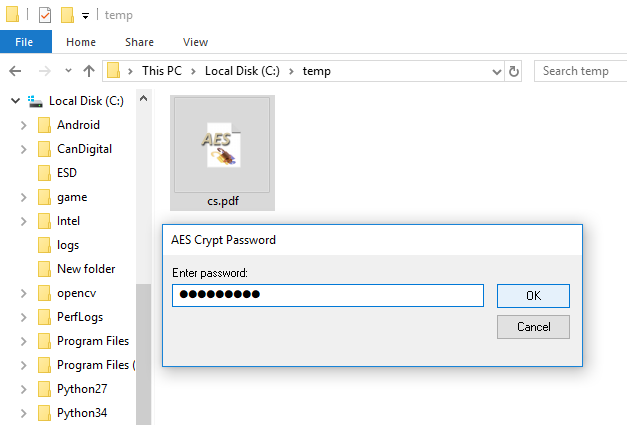 temp
File Home Share View
This PC Local Disk (C:) temp Search temp
Local Disk (C:)
Android
CanDigital
ESD
game
Intel
logs
New folder
opencv
PerfLogs
Program Files
Program Files (
Python27
Python34
AES
cs.pdf
AES Crypt Password
Enter password:
OK
Cancel